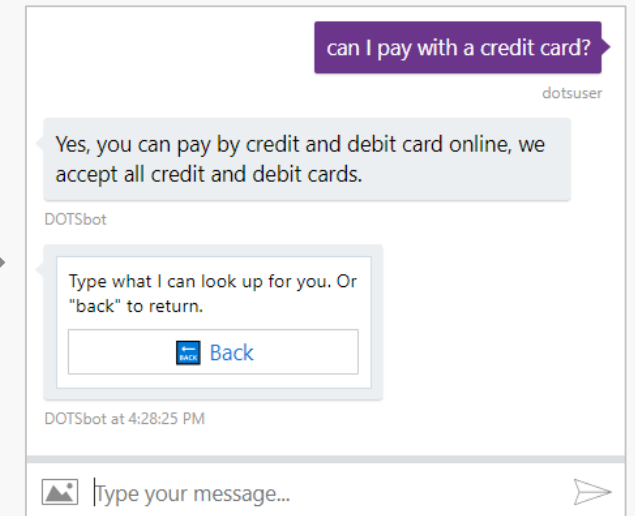 can I pay with a credit card?
dotsuser
Yes, you can pay by credit and debit card online, we
accept all credit and debit cards.
DOTSbot
Type what I can look up for you. Or
"back" to return.
BACK Back
DOTSbot at 4:28:25 PM
Type your message...